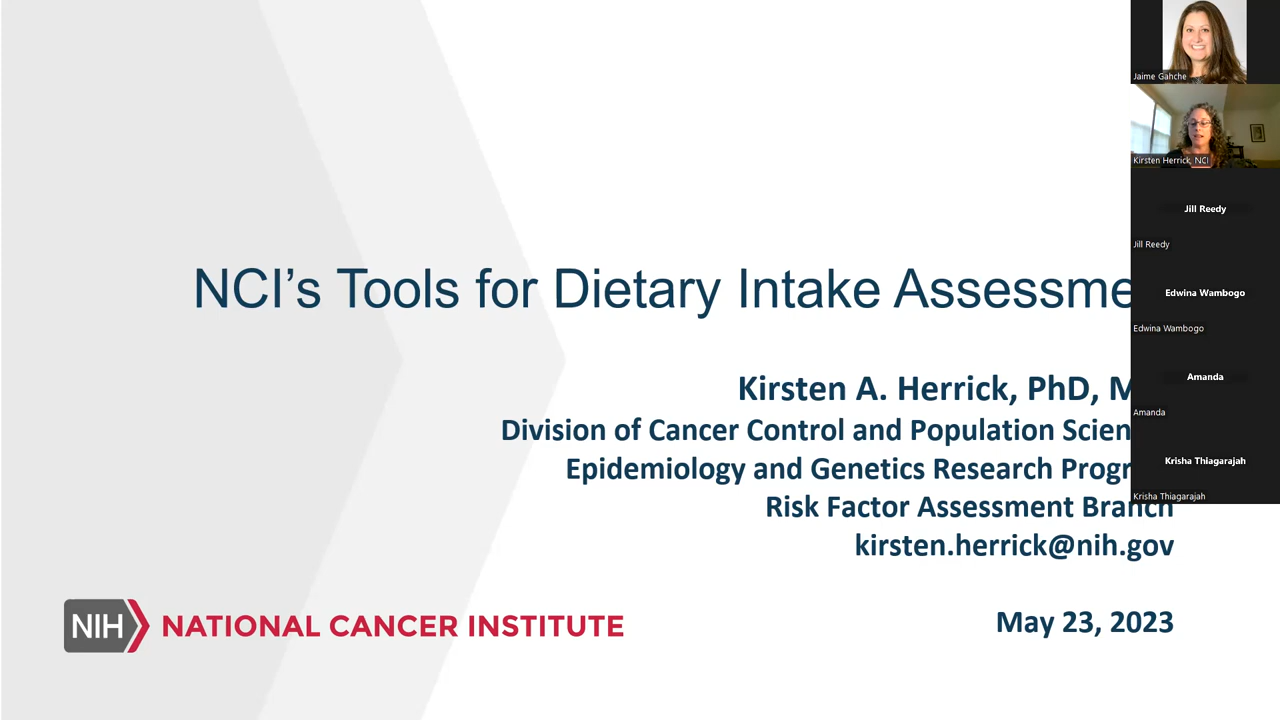 NCI's Tools for Dietary Intake Assessme
Kirsten A. Herrick, PhD, M
Division of Cancer Control and Population Scien
Epidemiology and Genetics Research Progr
Risk Factor Assessment Branch
kirsten.herrick@nih.gov
May 23, 2023
NIH NATIONAL CANCER INSTITUTE
Jaime Gahche
Kirsten Herrick, NCI
Jill Reedy
Jill Reedy
Edwina Wambogo
Edwina Wambogo
Amanda
Amanda
Krisha Thiagarajah
Krisha Thiagarajah